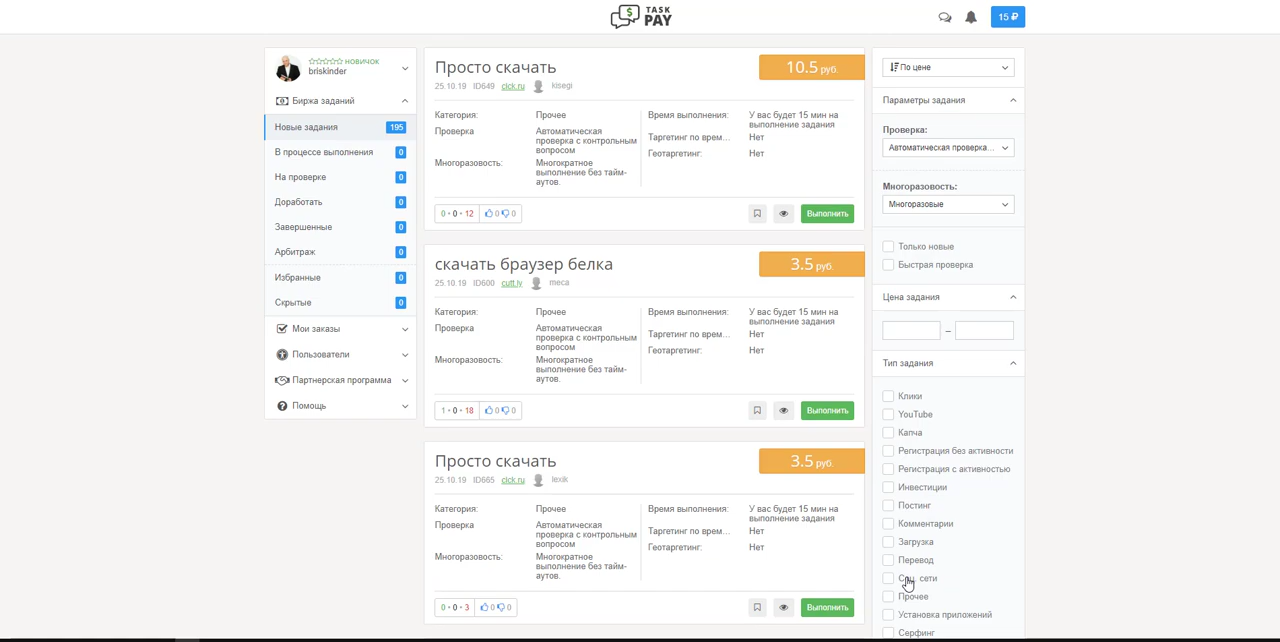 TASK
PAY
15 ₽
НОВИЧОК
briskinder
Биржа заданий
Новые задания 195
В процессе выполнения 0
На проверке 0
Доработать 0
Завершенные 0
Арбитраж 0
Избранные 0
Скрытые 0
Мои заказы
Пользователи
Партнерская программа
Помощь
Просто скачать
10.5 руб.
25.10.19 ID649 clck.ru kisegi
Категория: Прочее
Проверка Автоматическая
проверка с контрольным
вопросом
Многоразовость: Многократное
выполнение без тайм-
аутов.
Время выполнения: У вас будет 15 мин на
выполнение задания
Таргетинг по врем... Нет
Геотаргетинг: Нет
0 • 0 • 12 0 0
Выполнить
скачать браузер белка
3.5 руб.
25.10.19 ID600 cutt.ly meca
Категория: Прочее
Проверка Автоматическая
проверка с контрольным
вопросом
Многоразовость: Многократное
выполнение без тайм-
аутов.
Время выполнения: У вас будет 15 мин на
выполнение задания
Таргетинг по врем... Нет
Геотаргетинг: Нет
1 • 0 • 18 0 0
Выполнить
Просто скачать
3.5 руб.
25.10.19 ID665 clck.ru lexik
Категория: Прочее
Проверка Автоматическая
проверка с контрольным
вопросом
Многоразовость: Многократное
выполнение без тайм-
аутов.
Время выполнения: У вас будет 15 мин на
выполнение задания
Таргетинг по врем... Нет
Геотаргетинг: Нет
0 • 0 • 3 0 0
Выполнить
По цене
Параметры задания
Проверка:
Автоматическая проверка...
Многоразовость:
Многоразовые
Только новые
Быстрая проверка
Цена задания
–
Тип задания
Клики
YouTube
Капча
Регистрация без активности
Регистрация с активностью
Инвестиции
Постинг
Комментарии
Загрузка
Перевод
Соц. сети
Прочее
Установка приложений
Серфинг